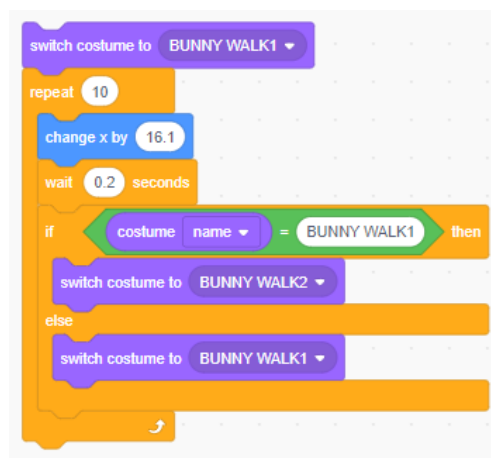 switch costume to BUNNY WALK1
repeat 10
change x by 16.1
wait 0.2 seconds
if costume name = BUNNY WALK1 then
switch costume to BUNNY WALK2
else
switch costume to BUNNY WALK1